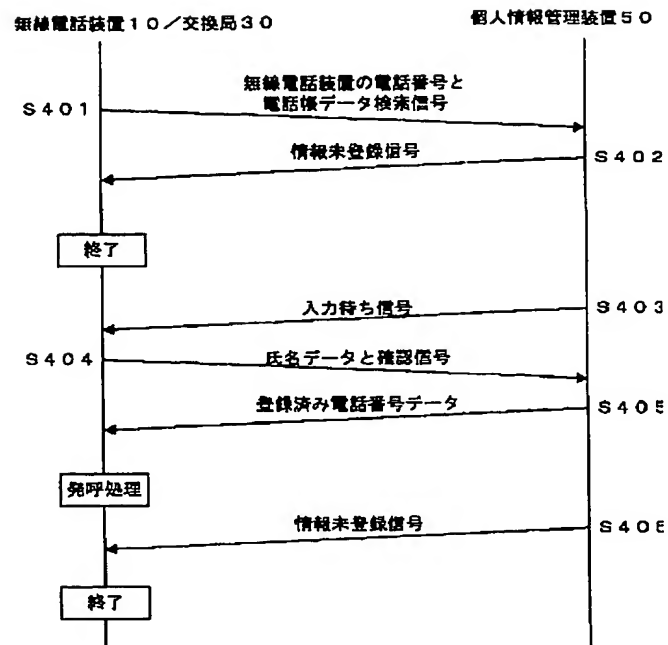 無線電話装置10/交換局30
個人情報管理装置50
無線電話装置の電話番号と
電話帳データ検索信号
S401
情報未登録信号
S402
終了
入力待ち信号
S403
S404
氏名データと確認信号
登録済み電話番号データ
S405
発呼処理
情報未登録信号
S406
終了